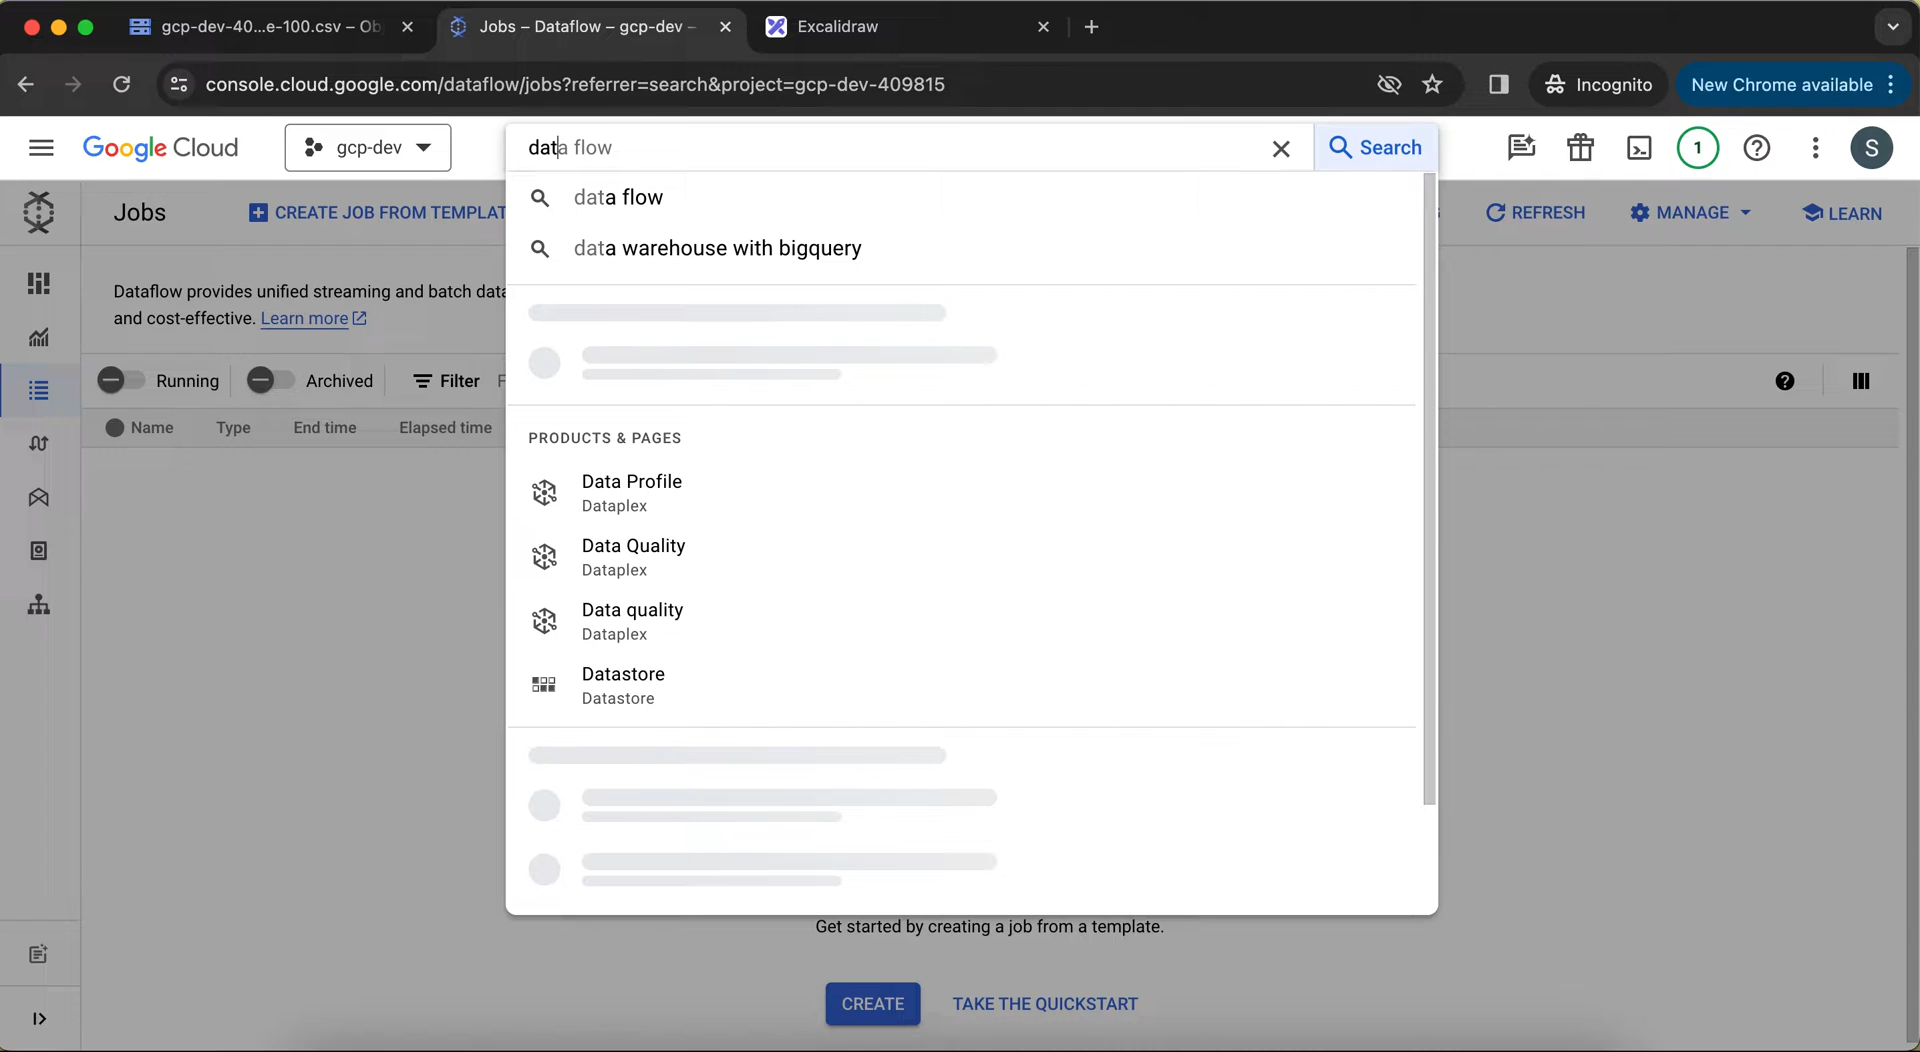 gcp-dev-40...e-100.csv – Ob
Jobs – Dataflow – gcp-dev –
Excalidraw
console.cloud.google.com/dataflow/jobs?referrer=search&project=gcp-dev-409815
Incognito
New Chrome available
Google Cloud
gcp-dev
data flow
Search
1
S
Jobs
CREATE JOB FROM TEMPLAT
REFRESH
MANAGE
LEARN
data flow
data warehouse with bigquery
Dataflow provides unified streaming and batch data
and cost-effective. Learn more
Running
Archived
Filter
F
Name
Type
End time
Elapsed time
PRODUCTS & PAGES
Data Profile
Dataplex
Data Quality
Dataplex
Data quality
Dataplex
Datastore
Datastore
Get started by creating a job from a template.
CREATE
TAKE THE QUICKSTART